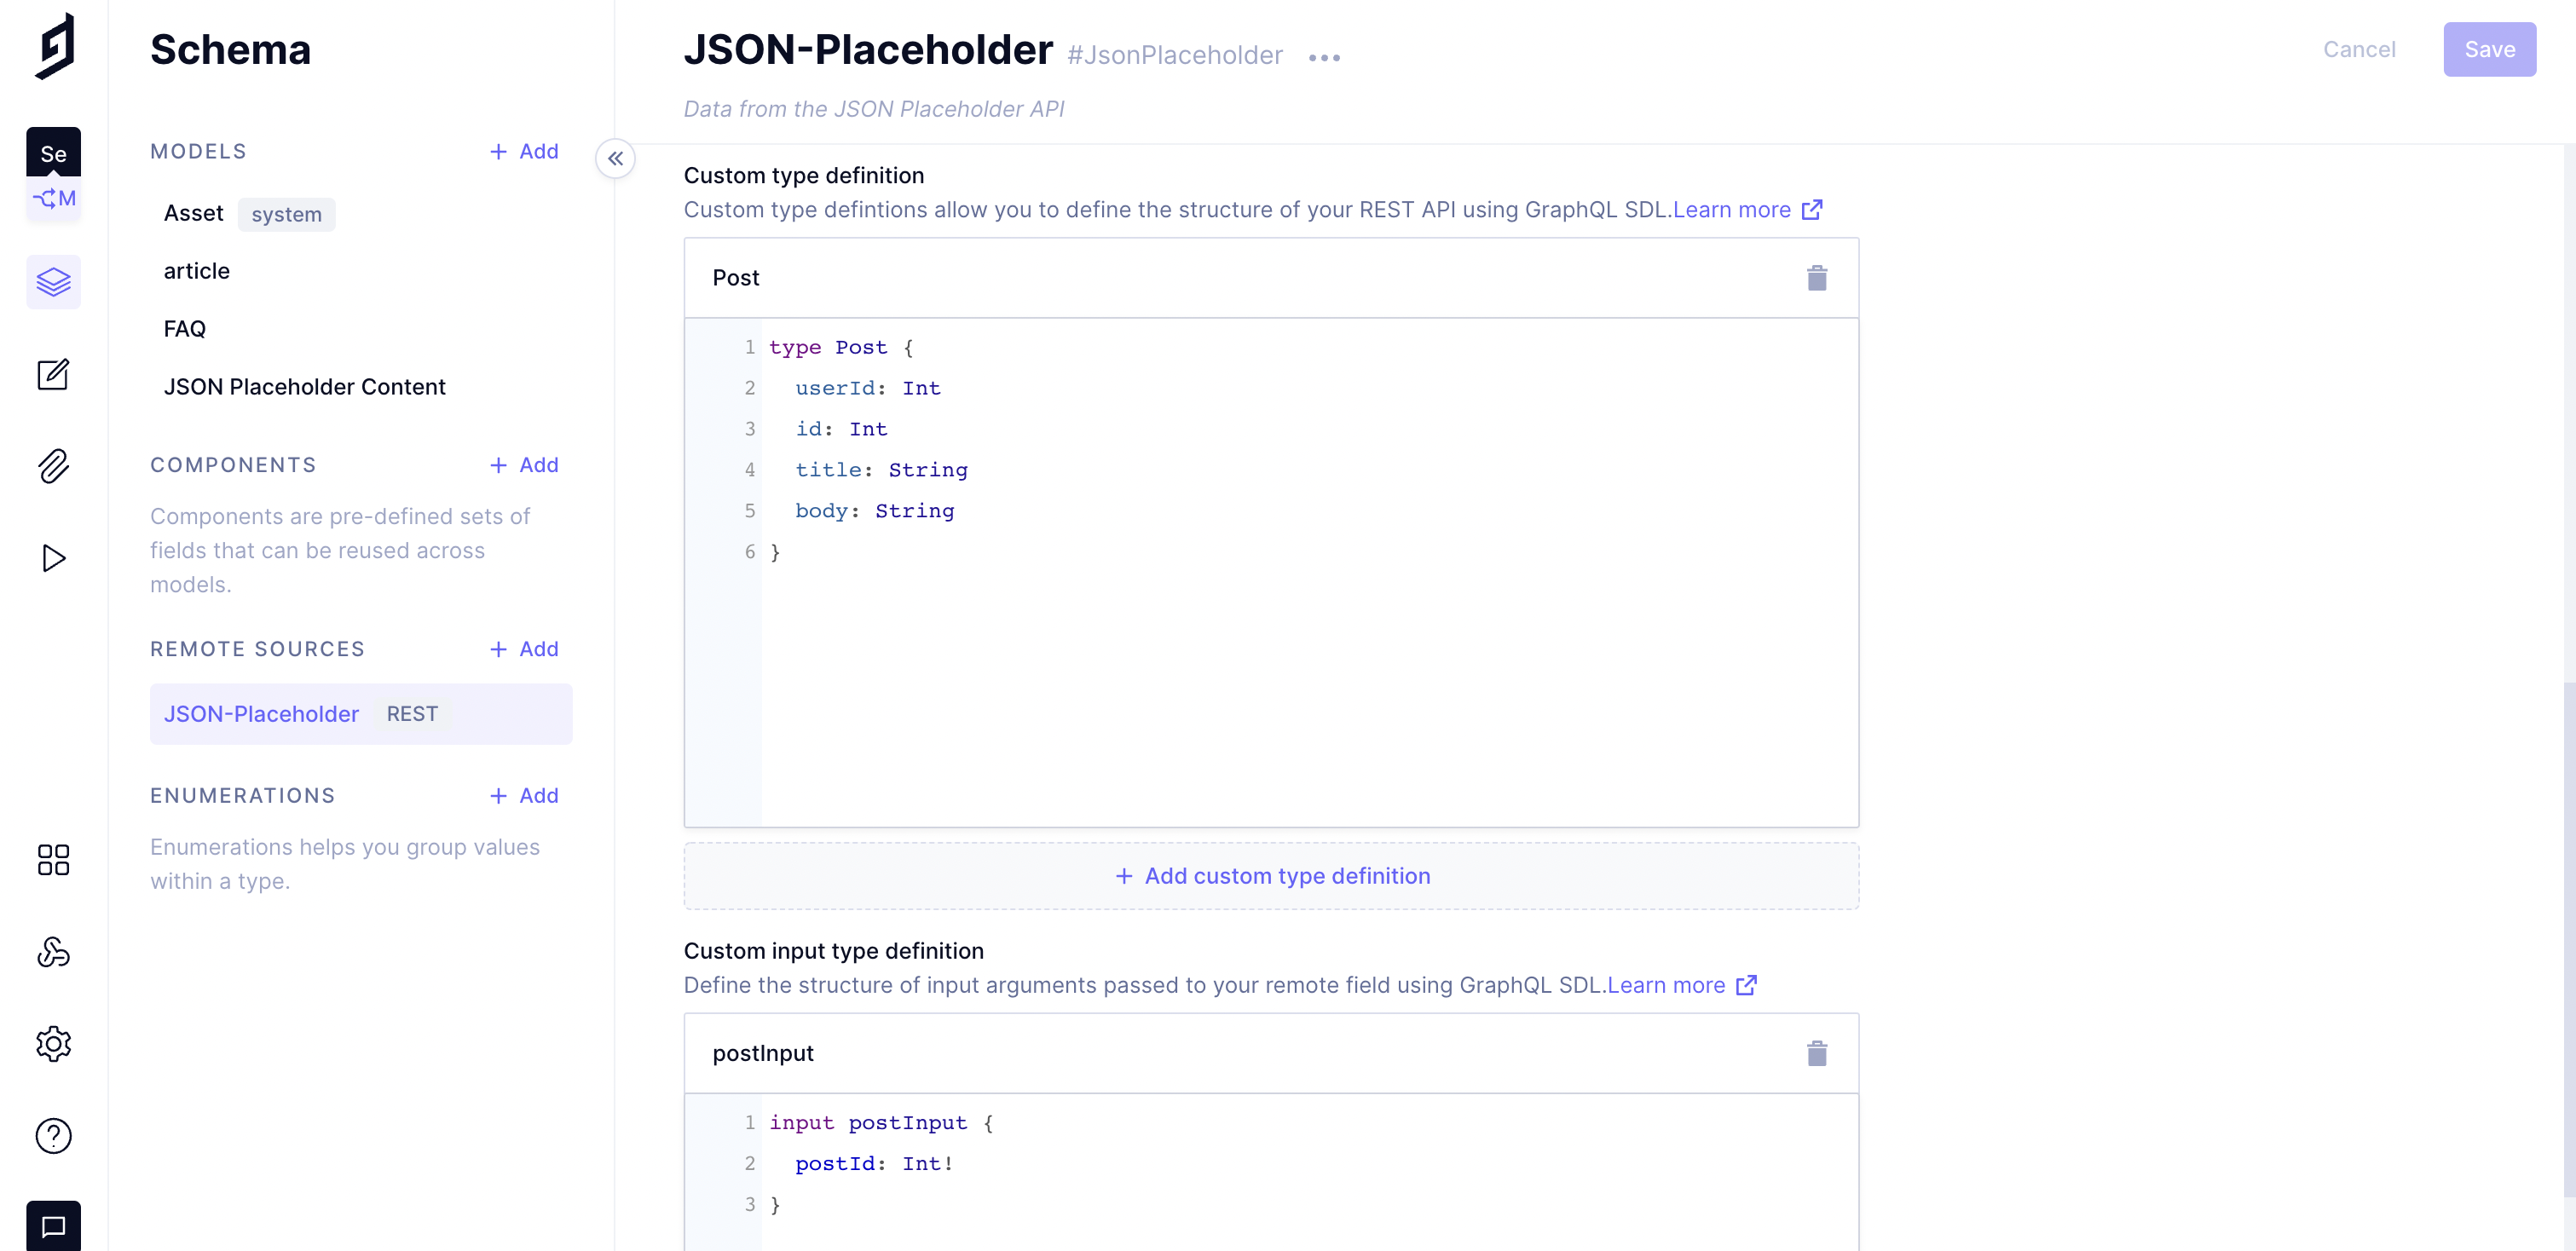 Se
M
Schema
MODELS
+ Add
Asset system
article
FAQ
JSON Placeholder Content
COMPONENTS
+ Add
Components are pre-defined sets of
fields that can be reused across
models.
REMOTE SOURCES
+ Add
JSON-Placeholder REST
ENUMERATIONS
+ Add
Enumerations helps you group values
within a type.
JSON-Placeholder #JsonPlaceholder
Cancel
Save
Data from the JSON Placeholder API
Custom type definition
Custom type defintions allow you to define the structure of your REST API using GraphQL SDL.Learn more
Post
1 type Post {
2 userId: Int
3 id: Int
4 title: String
5 body: String
6 }
+ Add custom type definition
Custom input type definition
Define the structure of input arguments passed to your remote field using GraphQL SDL.Learn more
postInput
1 input postInput {
2 postId: Int!
3 }